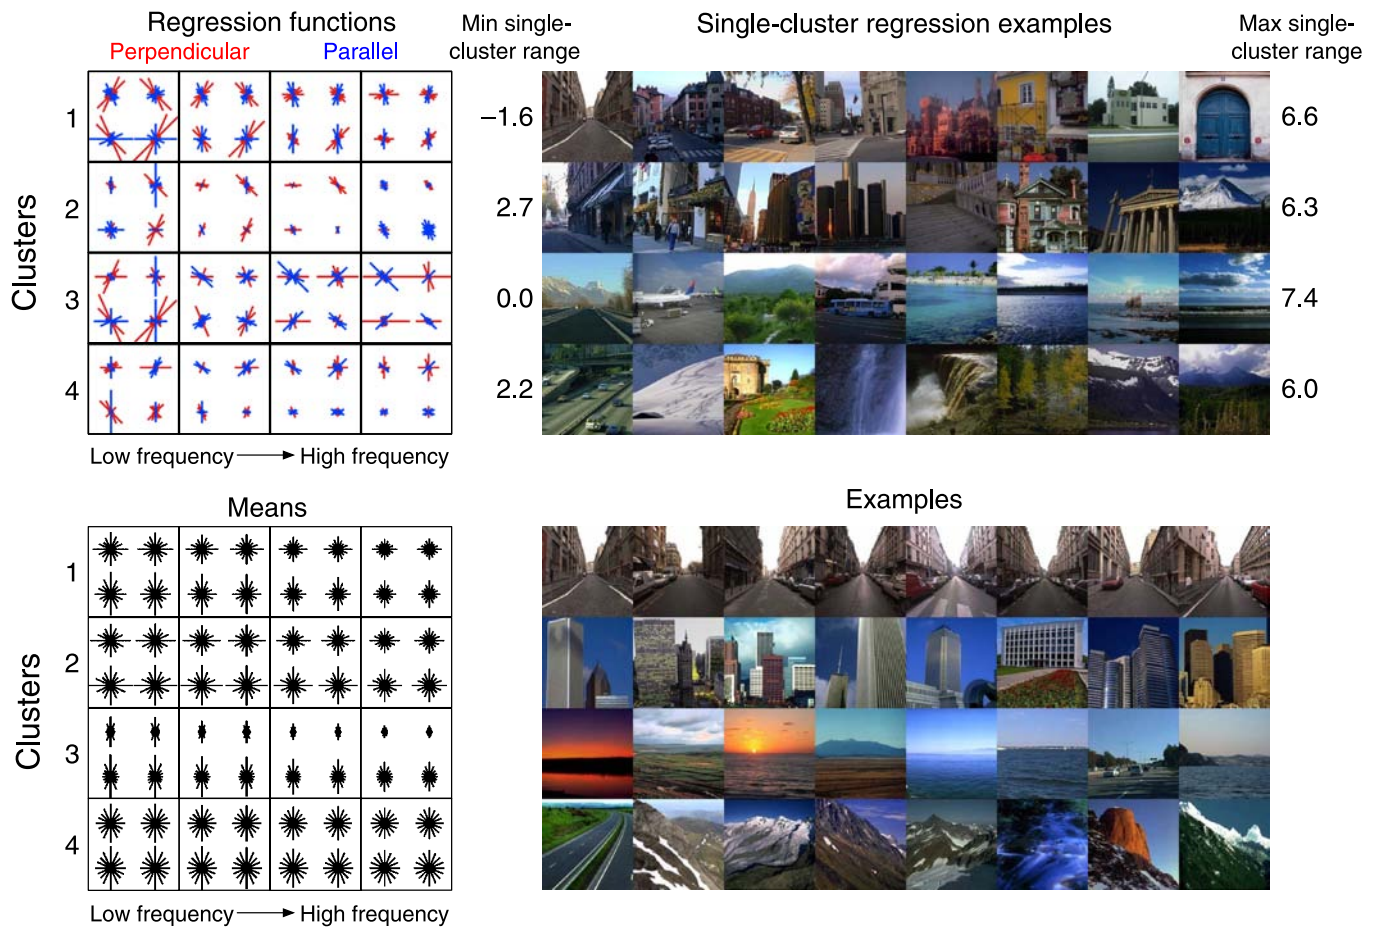 Regression functions
Perpendicular Parallel
Min single-
cluster range
Single-cluster regression examples
Max single-
cluster range
Clusters
1 −1.6 6.6
2 2.7 6.3
3 0.0 7.4
4 2.2 6.0
Low frequency High frequency
Means
Examples
Clusters
1
2
3
4
Low frequency High frequency